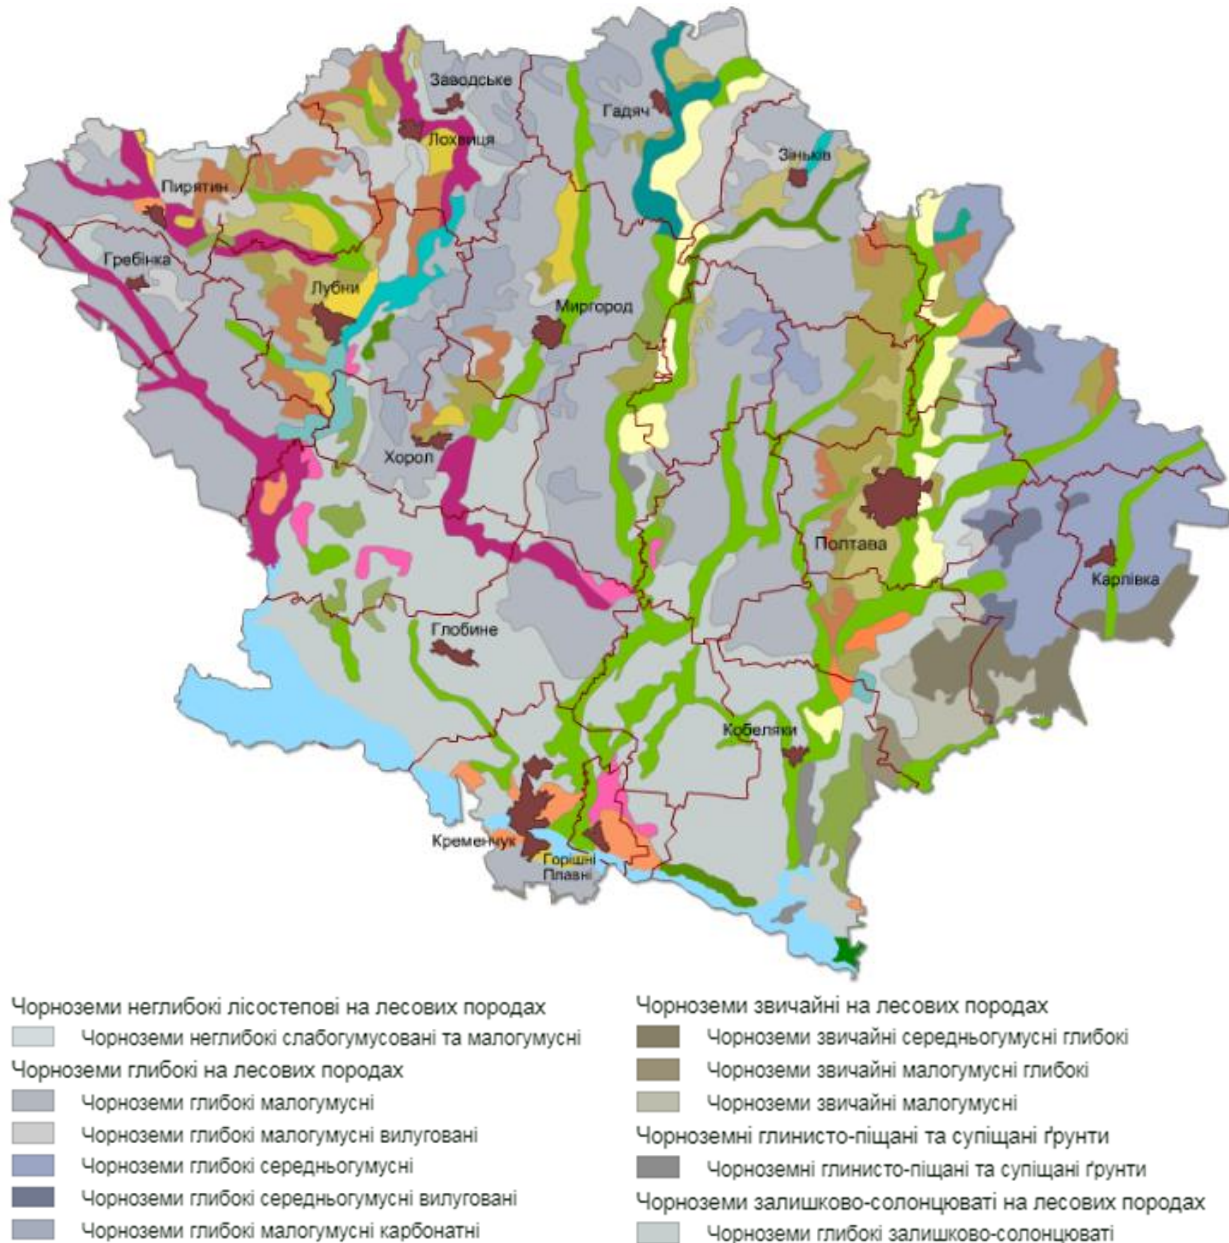 Заводське
Гадяч
Лохвиця
Зіньків
Пирятин
Гребінка
Лубни
Миргород
Хорол
Полтава
Карлівка
Глобине
Кобеляки
Кременчук
Горішні
Плавні
Чорноземи неглибокі лісостепові на лесових породах
Чорноземи неглибокі слабогумусовані та малогумусні
Чорноземи глибокі на лесових породах
Чорноземи глибокі малогумусні
Чорноземи глибокі малогумусні вилуговані
Чорноземи глибокі середньогумусні
Чорноземи глибокі середньогумусні вилуговані
Чорноземи глибокі малогумусні карбонатні
Чорноземи звичайні на лесових породах
Чорноземи звичайні середньогумусні глибокі
Чорноземи звичайні малогумусні глибокі
Чорноземи звичайні малогумусні
Чорноземні глинисто-піщані та супіщані ґрунти
Чорноземні глинисто-піщані та супіщані ґрунти
Чорноземи залишково-солонцюваті на лесових породах
Чорноземи глибокі залишково-солонцюваті